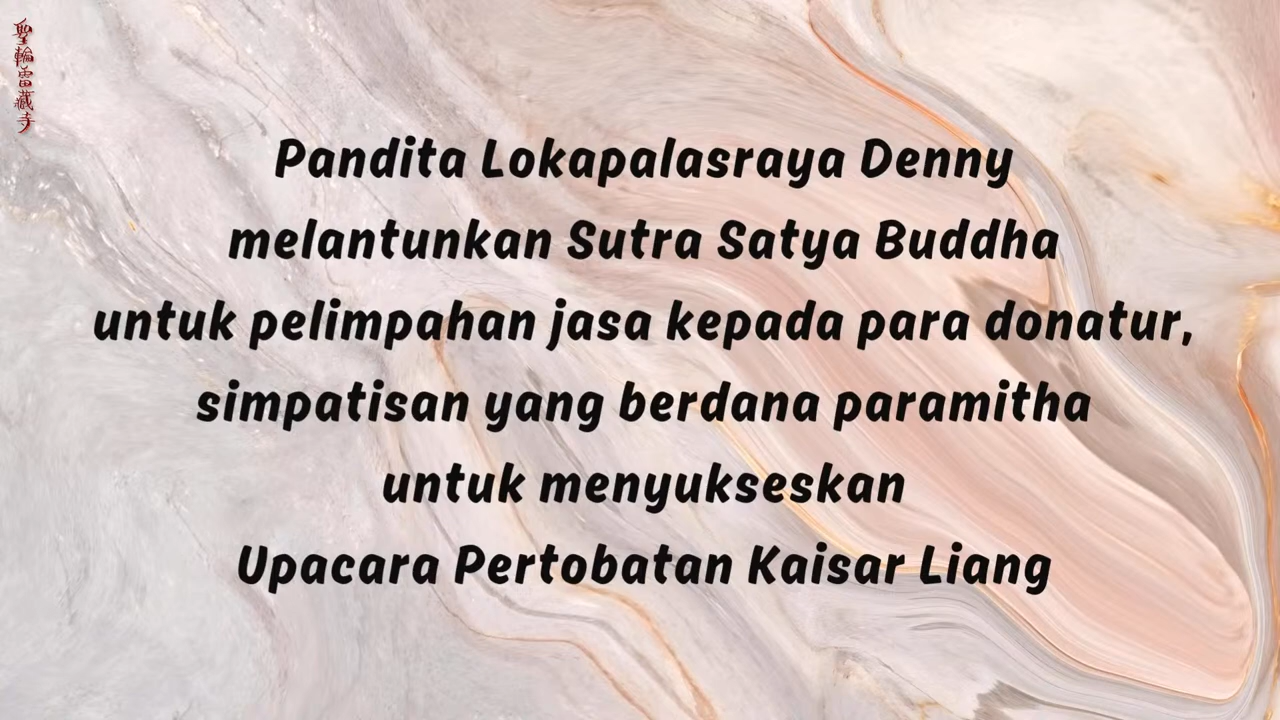 聖輪雷藏寺
Pandita Lokapalasraya Denny
melantunkan Sutra Satya Buddha
untuk pelimpahan jasa kepada para donatur,
simpatisan yang berdana paramitha
untuk menyukseskan
Upacara Pertobatan Kaisar Liang